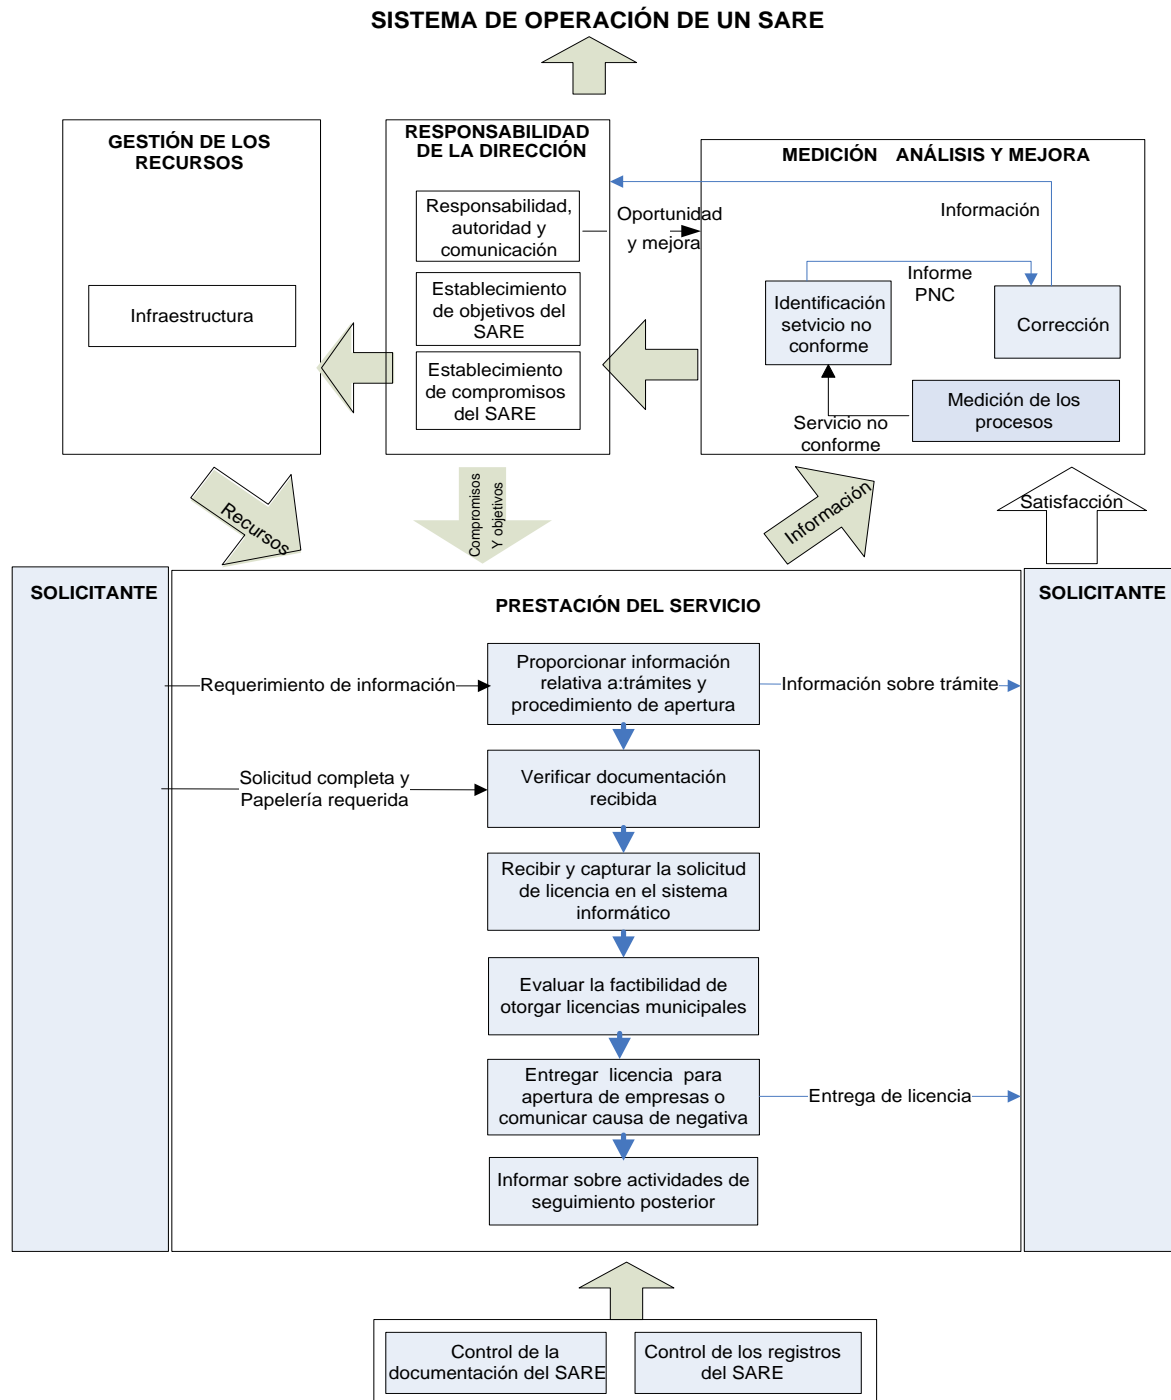 SISTEMA DE OPERACIÓN DE UN SARE
GESTIÓN DE LOS
RECURSOS
Infraestructura
RESPONSABILIDAD
DE LA DIRECCIÓN
Responsabilidad,
autoridad y
comunicación
Establecimiento
de objetivos del
SARE
Establecimiento
de compromisos
del SARE
Oportunidad
y mejora
MEDICIÓN ANÁLISIS Y MEJORA
Información
Informe
PNC
Identificación
setvicio no
conforme
Corrección
Medición de los
procesos
Servicio no
conforme
Recursos
Compromisos
Y objetivos
Información
Satisfacción
SOLICITANTE
PRESTACIÓN DEL SERVICIO
SOLICITANTE
Requerimiento de información
Proporcionar información
relativa a:trámites y
procedimiento de apertura
Información sobre trámite
Solicitud completa y
Papelería requerida
Verificar documentación
recibida
Recibir y capturar la solicitud
de licencia en el sistema
informático
Evaluar la factibilidad de
otorgar licencias municipales
Entregar licencia para
apertura de empresas o
comunicar causa de negativa
Entrega de licencia
Informar sobre actividades de
seguimiento posterior
Control de la
documentación del SARE
Control de los registros
del SARE